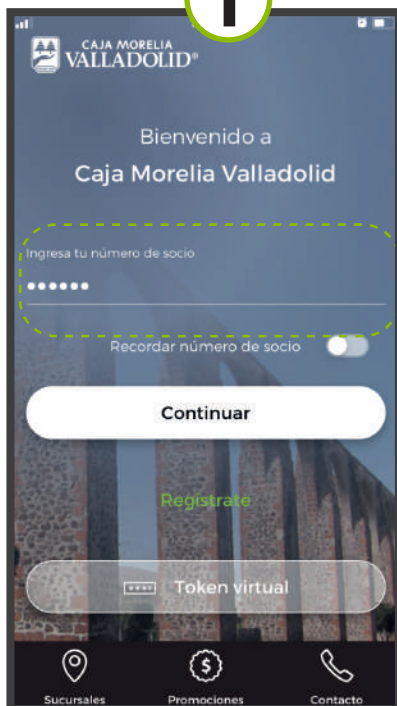 1
CAJA MORELIA
VALLADOLID®
Bienvenido a
Caja Morelia Valladolid
Ingresa tu número de socio
••••••
Recordar número de socio
Continuar
Regístrate
Token virtual
Sucursales Promociones Contacto